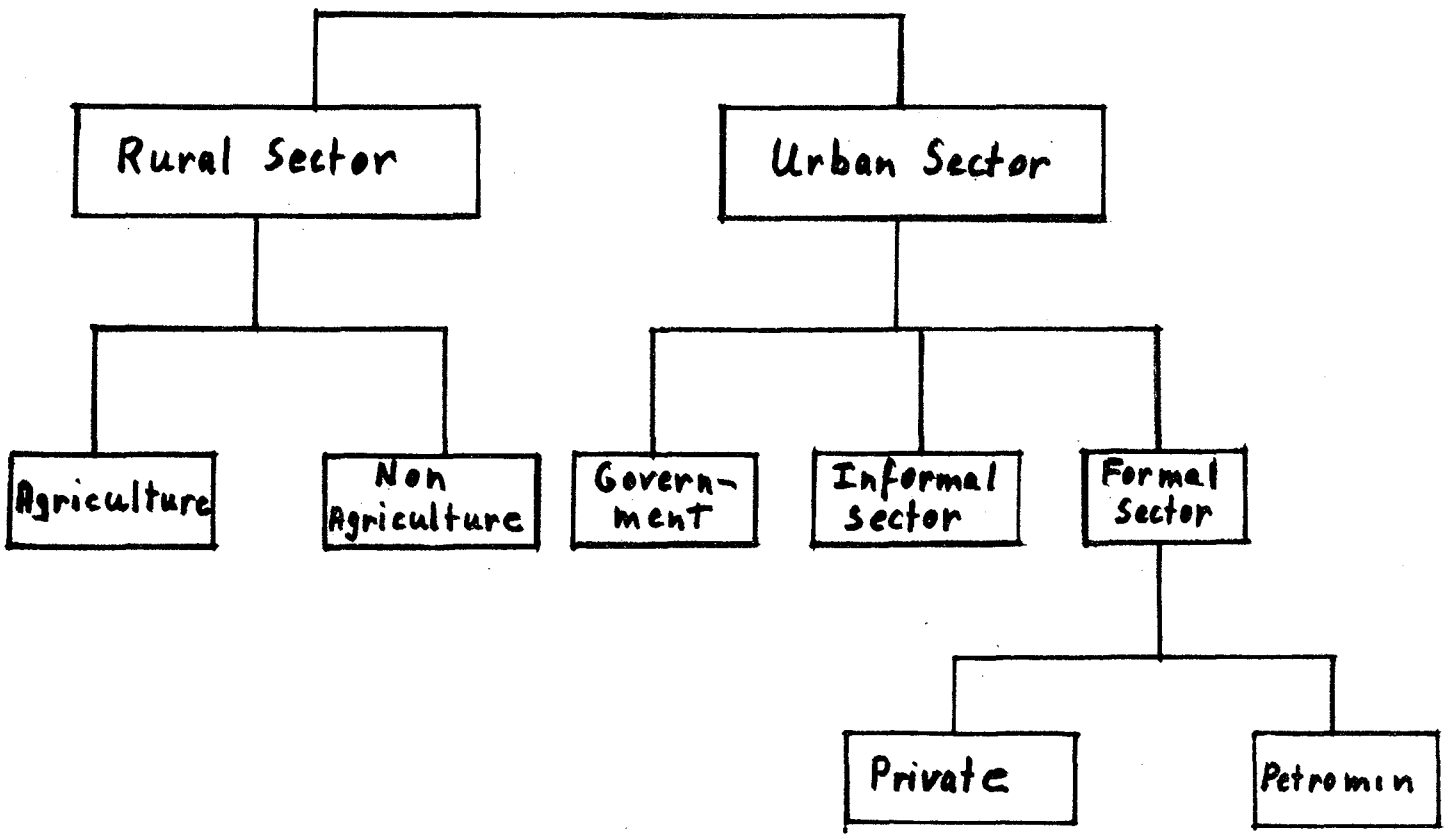 Rural Sector
Urban Sector
Agriculture
Non
Agriculture
Govern-
ment
Informal
sector
Formal
sector
Private
Petromin